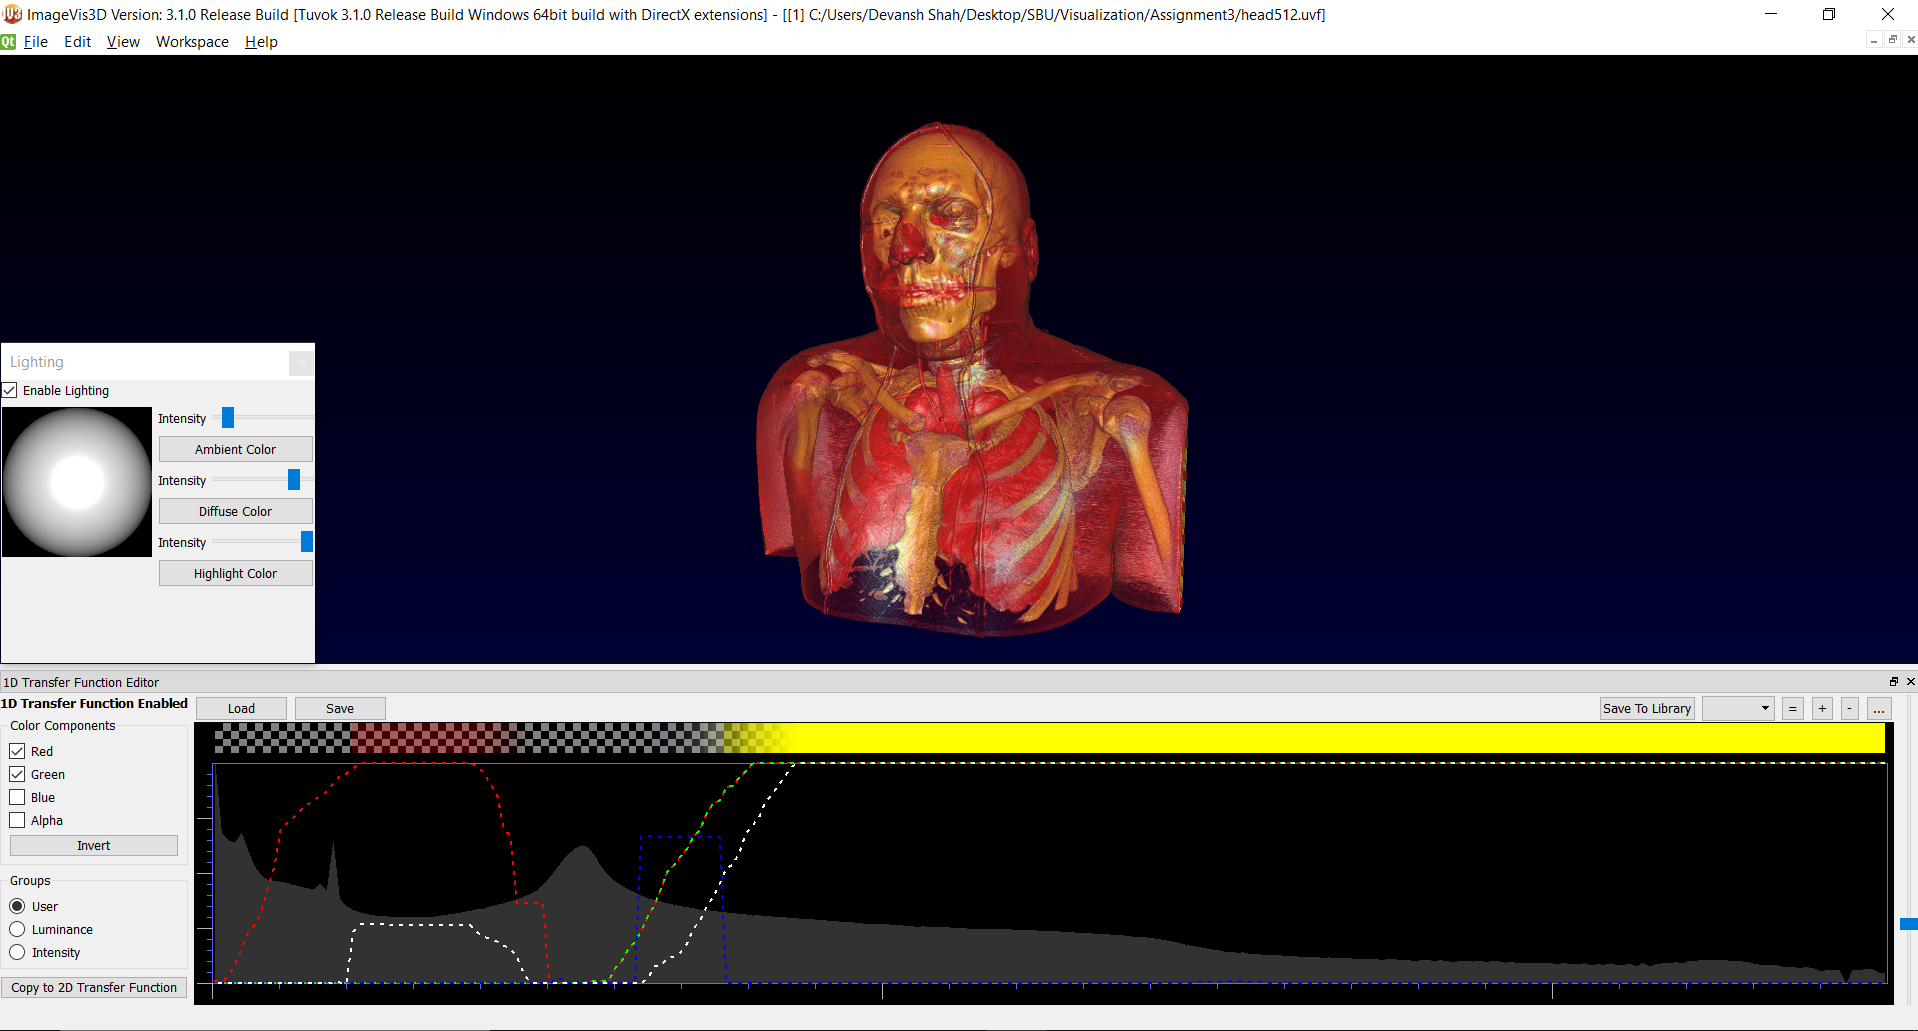 ImageVis3D Version: 3.1.0 Release Build [Tuvok 3.1.0 Release Build Windows 64bit build with DirectX extensions] - [[1] C:/Users/Devansh Shah/Desktop/SBU/Visualization/Assignment3/head512.uvf]
Qt File Edit View Workspace Help
Lighting
Enable Lighting
Intensity
Ambient Color
Intensity
Diffuse Color
Intensity
Highlight Color
1D Transfer Function Editor
1D Transfer Function Enabled
Load Save Save To Library = + - ...
Color Components
Red
Green
Blue
Alpha
Invert
Groups
User
Luminance
Intensity
Copy to 2D Transfer Function